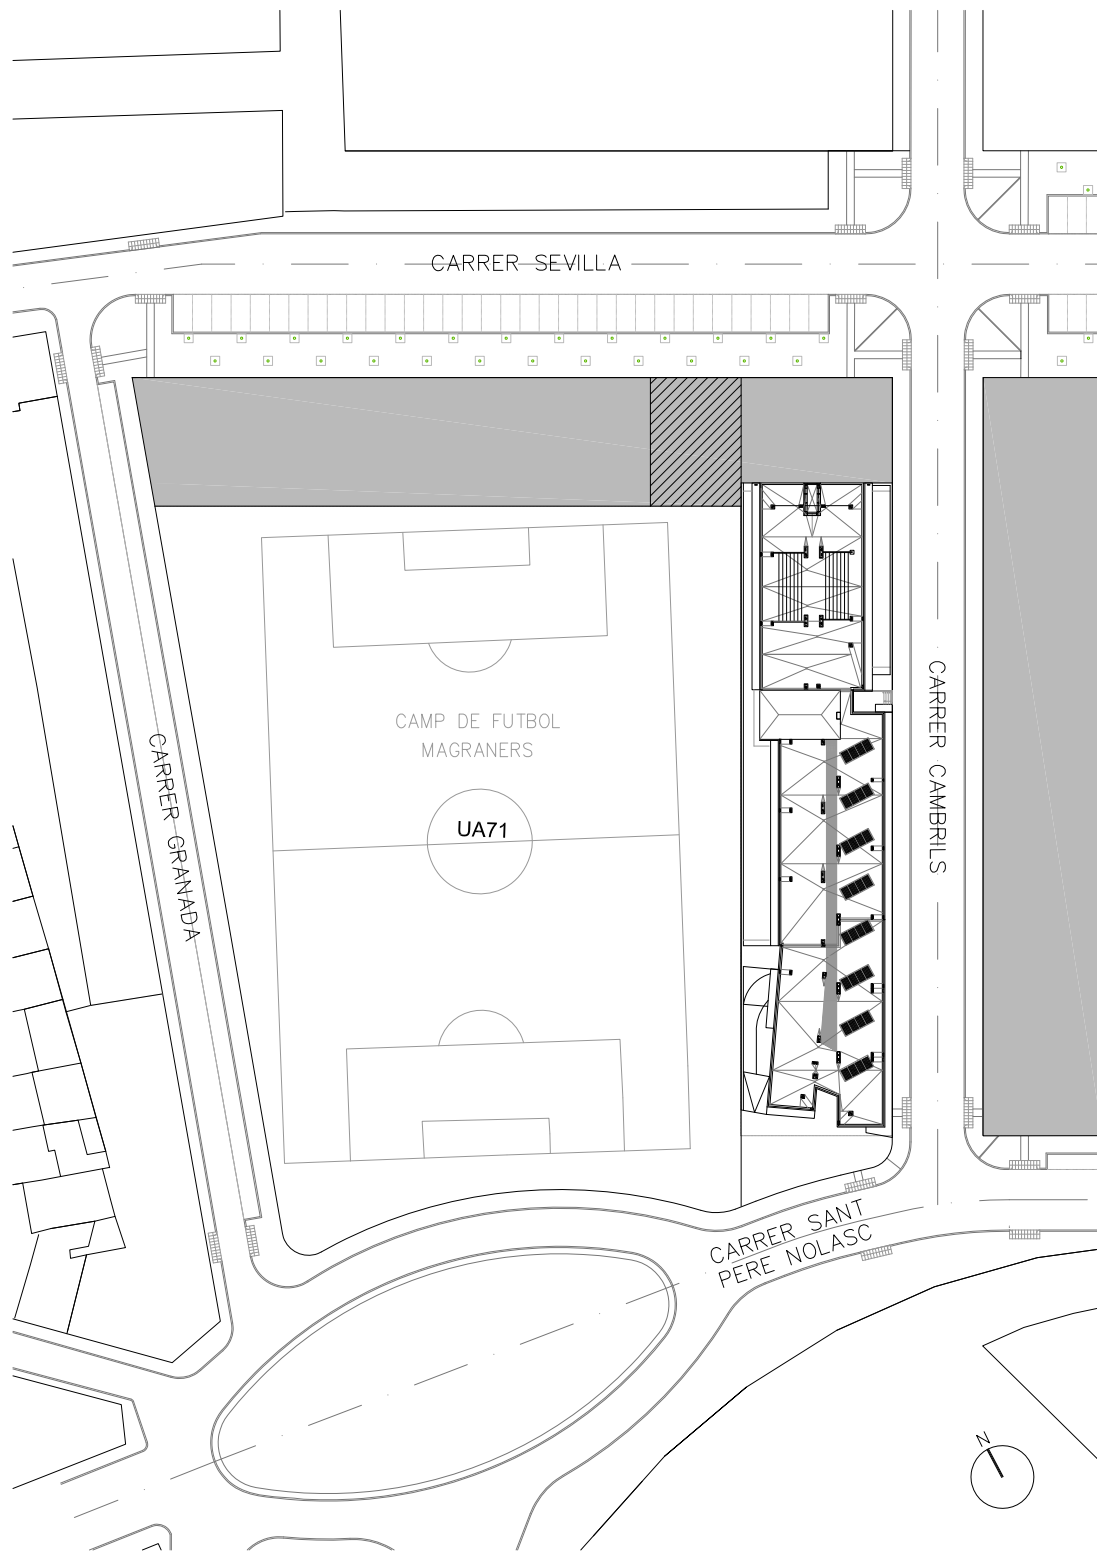 CARRER SEVILLA
CARRER CAMBRILS
CAMP DE FUTBOL
MAGRANERS
CARRER GRANADA
UA71
CARRER SANT
PERE NOLASC
N